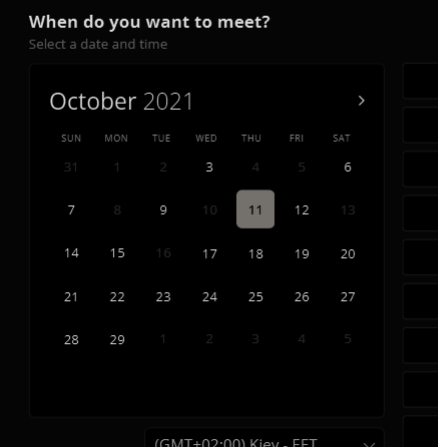 When do you want to meet?
Select a date and time
October 2021
SUN MON TUE WED THU FRI SAT
31 1 2 3 4 5 6
7 8 9 10 11 12 13
14 15 16 17 18 19 20
21 22 23 24 25 26 27
28 29 1 2 3 4 5
(GMT+02:00) Kiev - EET